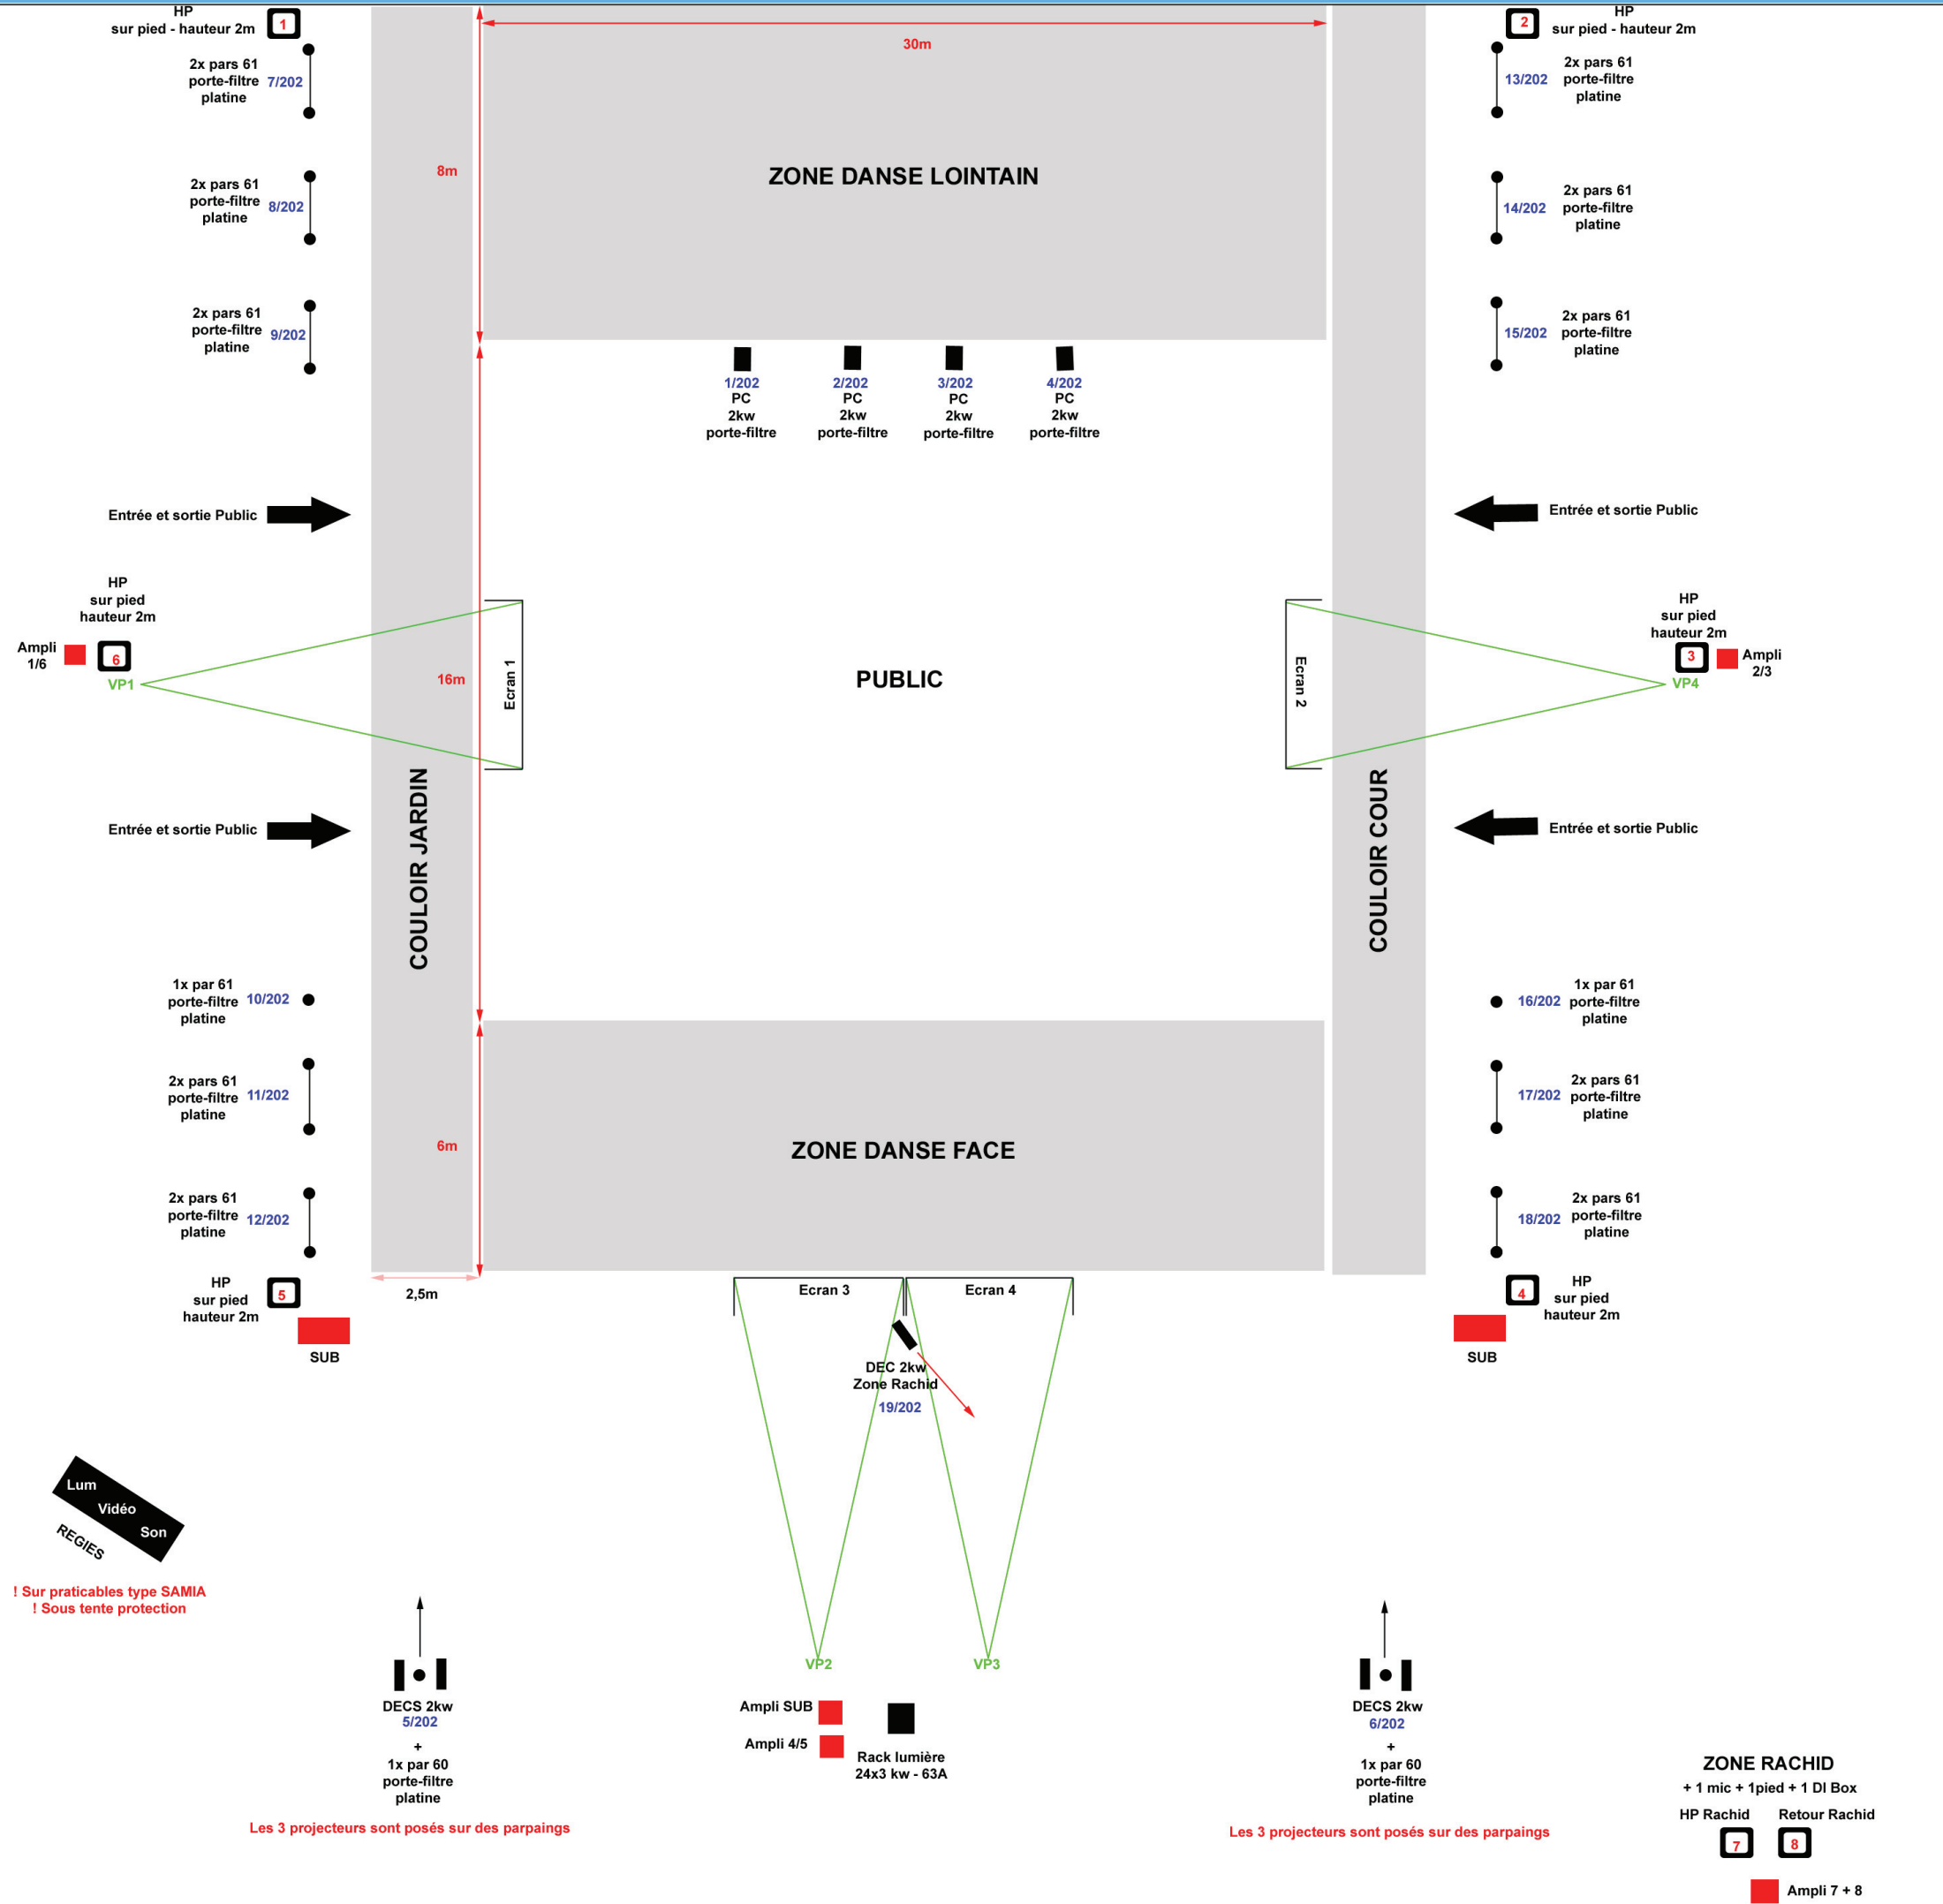 HP
sur pied - hauteur 2m
1
2x pars 61
porte-filtre
platine
7/202
2x pars 61
porte-filtre
platine
8/202
2x pars 61
porte-filtre
platine
9/202
30m
8m
ZONE DANSE LOINTAIN
2
HP
sur pied - hauteur 2m
13/202
2x pars 61
porte-filtre
platine
14/202
2x pars 61
porte-filtre
platine
15/202
2x pars 61
porte-filtre
platine
1/202
PC
2kw
porte-filtre
2/202
PC
2kw
porte-filtre
3/202
PC
2kw
porte-filtre
4/202
PC
2kw
porte-filtre
Entrée et sortie Public
Entrée et sortie Public
HP
sur pied
hauteur 2m
Ampli
1/6
6
VP1
16m
Ecran 1
PUBLIC
Ecran 2
HP
sur pied
hauteur 2m
3
Ampli
2/3
VP4
COULOIR JARDIN
COULOIR COUR
Entrée et sortie Public
Entrée et sortie Public
1x par 61
porte-filtre
platine
10/202
2x pars 61
porte-filtre
platine
11/202
2x pars 61
porte-filtre
platine
12/202
6m
ZONE DANSE FACE
16/202
1x par 61
porte-filtre
platine
17/202
2x pars 61
porte-filtre
platine
18/202
2x pars 61
porte-filtre
platine
HP
sur pied
hauteur 2m
5
SUB
2,5m
Ecran 3
Ecran 4
4
HP
sur pied
hauteur 2m
SUB
DEC 2kw
Zone Rachid
19/202
Lum
Vidéo
Son
REGIES
! Sur praticables type SAMIA
! Sous tente protection
VP2
VP3
DECS 2kw
5/202
+
1x par 60
porte-filtre
platine
Les 3 projecteurs sont posés sur des parpaings
Ampli SUB
Ampli 4/5
Rack lumière
24x3 kw - 63A
DECS 2kw
6/202
+
1x par 60
porte-filtre
platine
Les 3 projecteurs sont posés sur des parpaings
ZONE RACHID
+ 1 mic + 1pied + 1 DI Box
HP Rachid
Retour Rachid
7
8
Ampli 7 + 8